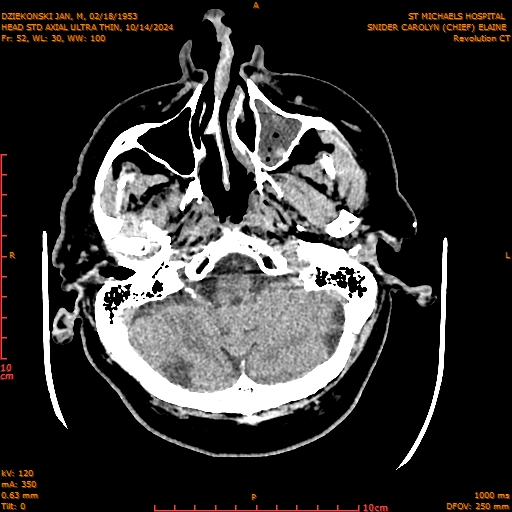 A
DZIEKONSKI JAN, M, 02/18/1953
HEAD STD AXIAL ULTRA THIN, 10/14/2024
Fr: 52, WL: 30, WW: 100
ST MICHAELS HOSPITAL
SNIDER CAROLYN (CHIEF) ELAINE
Revolution CT
R
L
10
cm
kV: 120
mA: 350
0.63 mm
Tilt: 0
P
10cm
1000 ms
DFOV: 250 mm